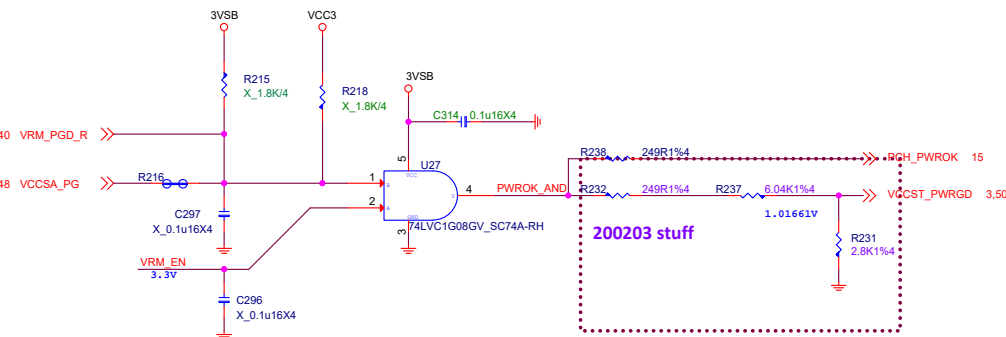 3VSB
VCC3
R215
X_1.8K/4
R218
X_1.8K/4
3VSB
C314 0.1u16X4
40 VRM_PGD_R
48 VCCSA_PG
R216
C297
X_0.1u16X4
VRM_EN
3.3V
C296
X_0.1u16X4
U27
5
VCC
1
B
2
A
4
Y
GND
3
74LVC1G08GV_SC74A-RH
PWROK_AND
R238 249R1%4
PCH_PWROK 15
R232 249R1%4
R237 6.04K1%4
VCCST_PWRGD 3,50
1.01661V
200203 stuff
R231
2.8K1%4